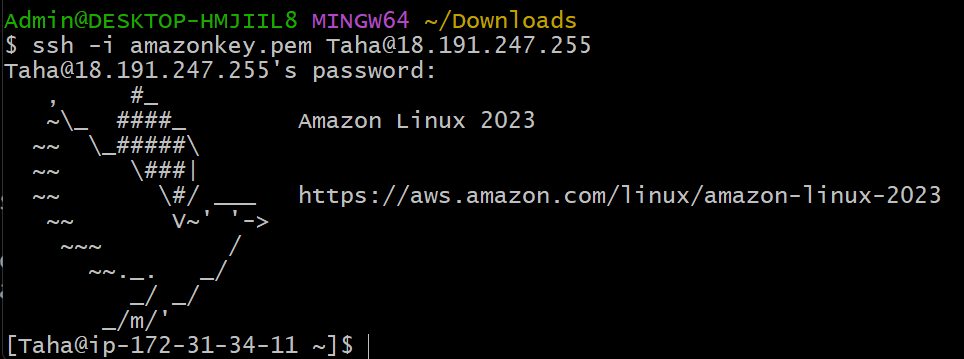 Admin@DESKTOP-HMJIIL8 MINGW64 ~/Downloads
$ ssh -i amazonkey.pem Taha@18.191.247.255
Taha@18.191.247.255's password:
   ,     #_
   ~\_  ####_        Amazon Linux 2023
  ~~  \_#####\
  ~~     \###|
  ~~       \#/ ___   https://aws.amazon.com/linux/amazon-linux-2023
   ~~       V~' '->
    ~~~         /
      ~~._.   _/
         _/ _/
       _/m/'
[Taha@ip-172-31-34-11 ~]$